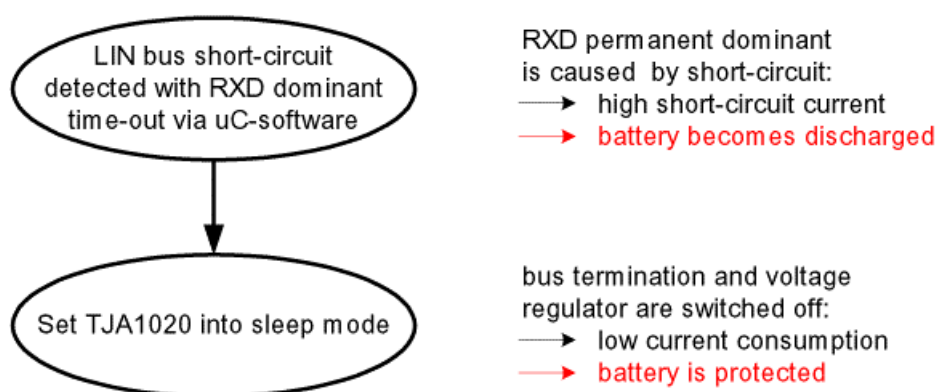 LIN bus short-circuit
detected with RXD dominant
time-out via uC-software
RXD permanent dominant
is caused by short-circuit:
high short-circuit current
battery becomes discharged
Set TJA1020 into sleep mode
bus termination and voltage
regulator are switched off:
low current consumption
battery is protected